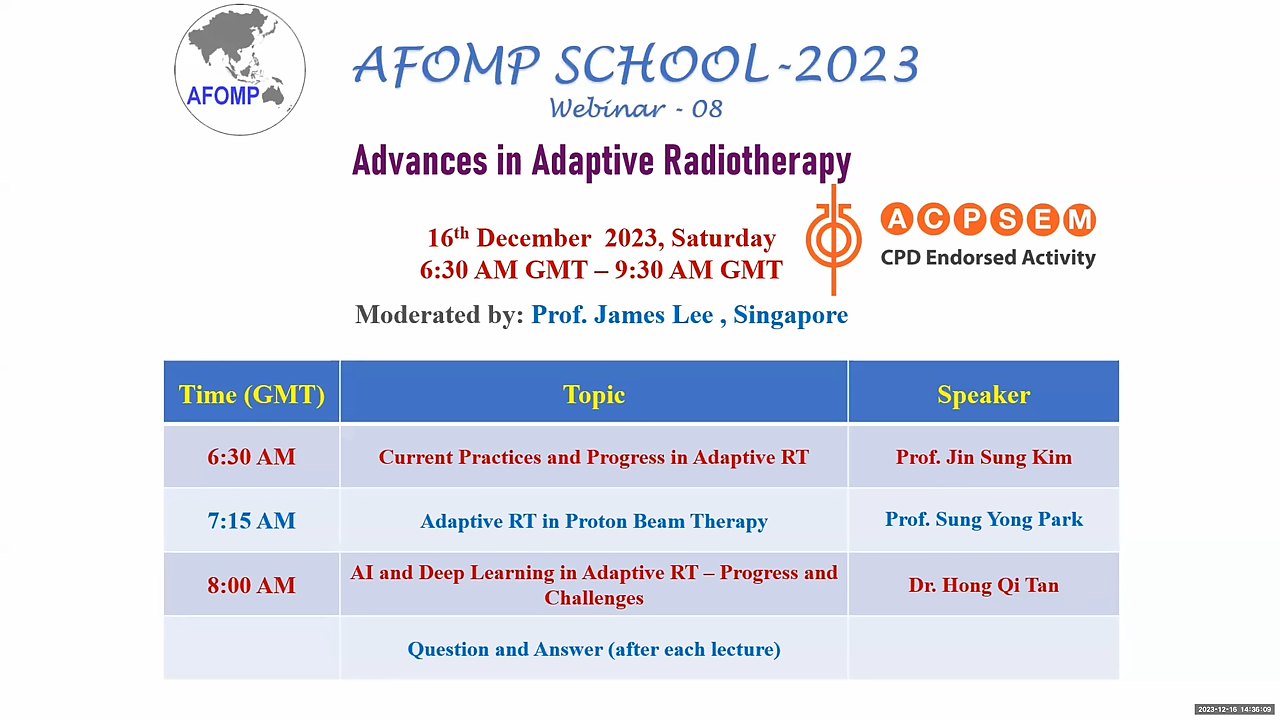 AFOMP
AFOMP SCHOOL-2023
Webinar - 08
Advances in Adaptive Radiotherapy
16th December 2023, Saturday
6:30 AM GMT – 9:30 AM GMT
ACPSEM
CPD Endorsed Activity
Moderated by: Prof. James Lee , Singapore
Time (GMT) Topic Speaker
6:30 AM Current Practices and Progress in Adaptive RT Prof. Jin Sung Kim
7:15 AM Adaptive RT in Proton Beam Therapy Prof. Sung Yong Park
8:00 AM AI and Deep Learning in Adaptive RT – Progress and
Challenges Dr. Hong Qi Tan
Question and Answer (after each lecture)
2023-12-16 14:36:09